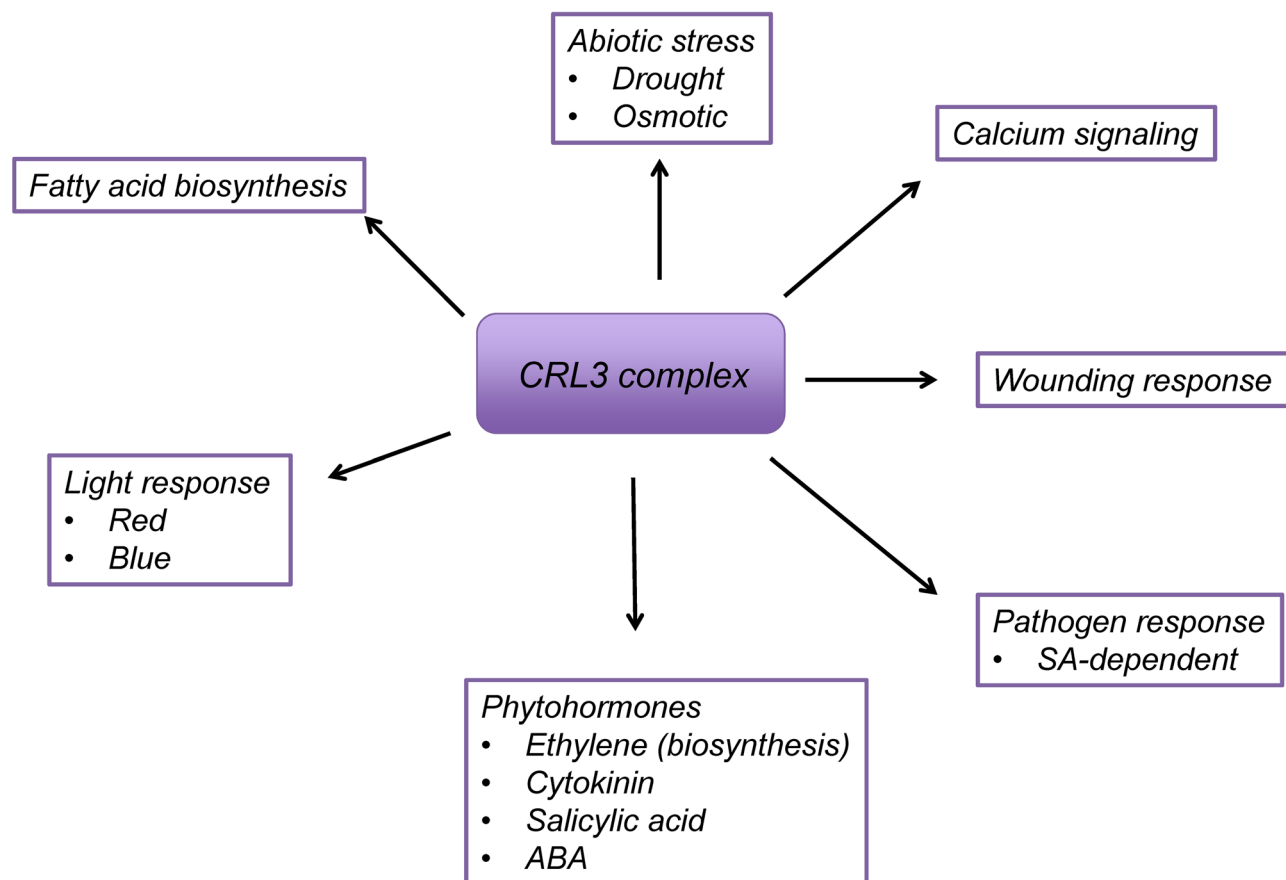 Abiotic stress
• Drought
• Osmotic
Calcium signaling
Fatty acid biosynthesis
CRL3 complex
Wounding response
Light response
• Red
• Blue
Pathogen response
• SA-dependent
Phytohormones
• Ethylene (biosynthesis)
• Cytokinin
• Salicylic acid
• ABA